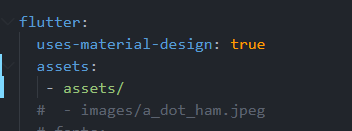 flutter:
  uses-material-design: true
  assets:
    - assets/
  #  - images/a_dot_ham.jpeg